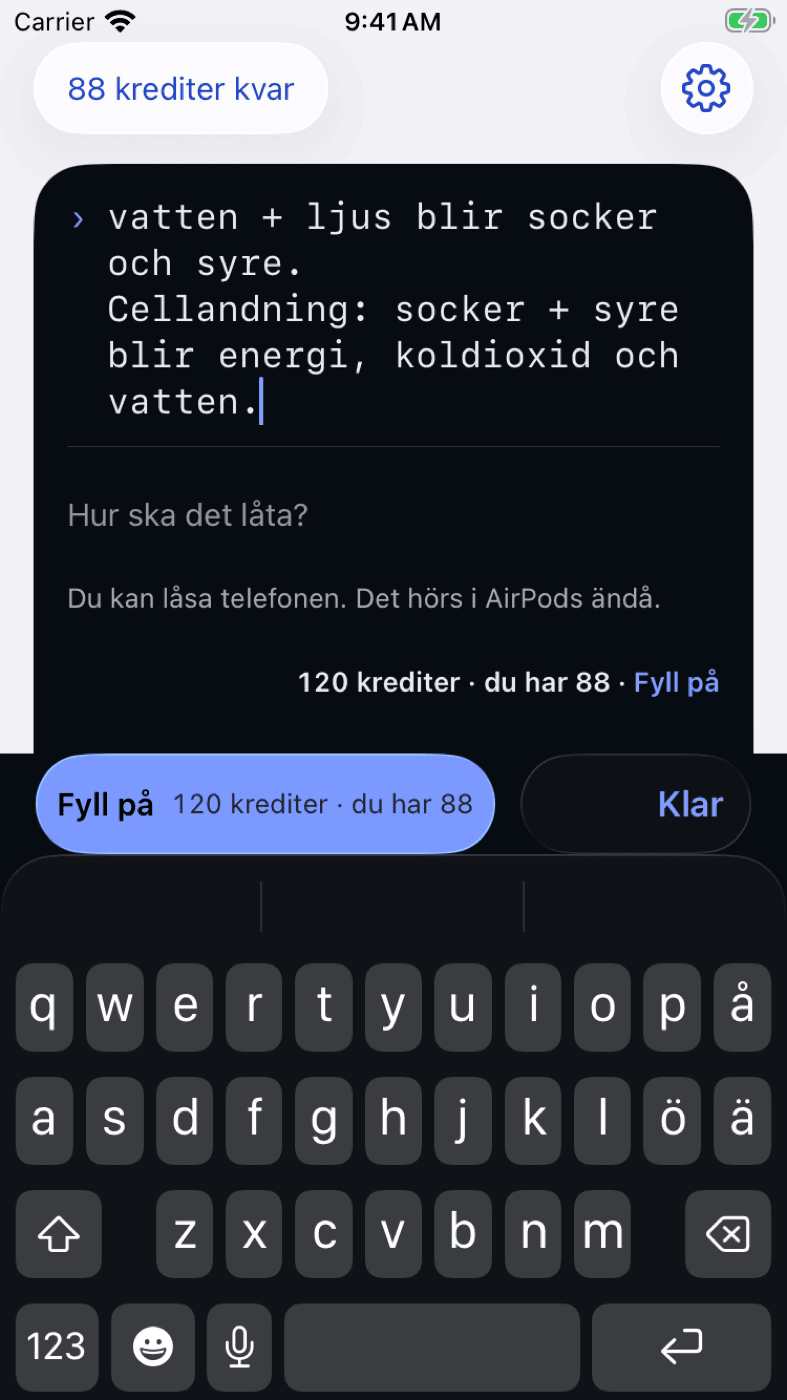 Carrier 9:41 AM
88 krediter kvar
› vatten + ljus blir socker
och syre.
Cellandning: socker + syre
blir energi, koldioxid och
vatten.
Hur ska det låta?
Du kan låsa telefonen. Det hörs i AirPods ändå.
120 krediter · du har 88 · Fyll på
Fyll på 120 krediter · du har 88 Klar
q w e r t y u i o p å
a s d f g h j k l ö ä
z x c v b n m
123